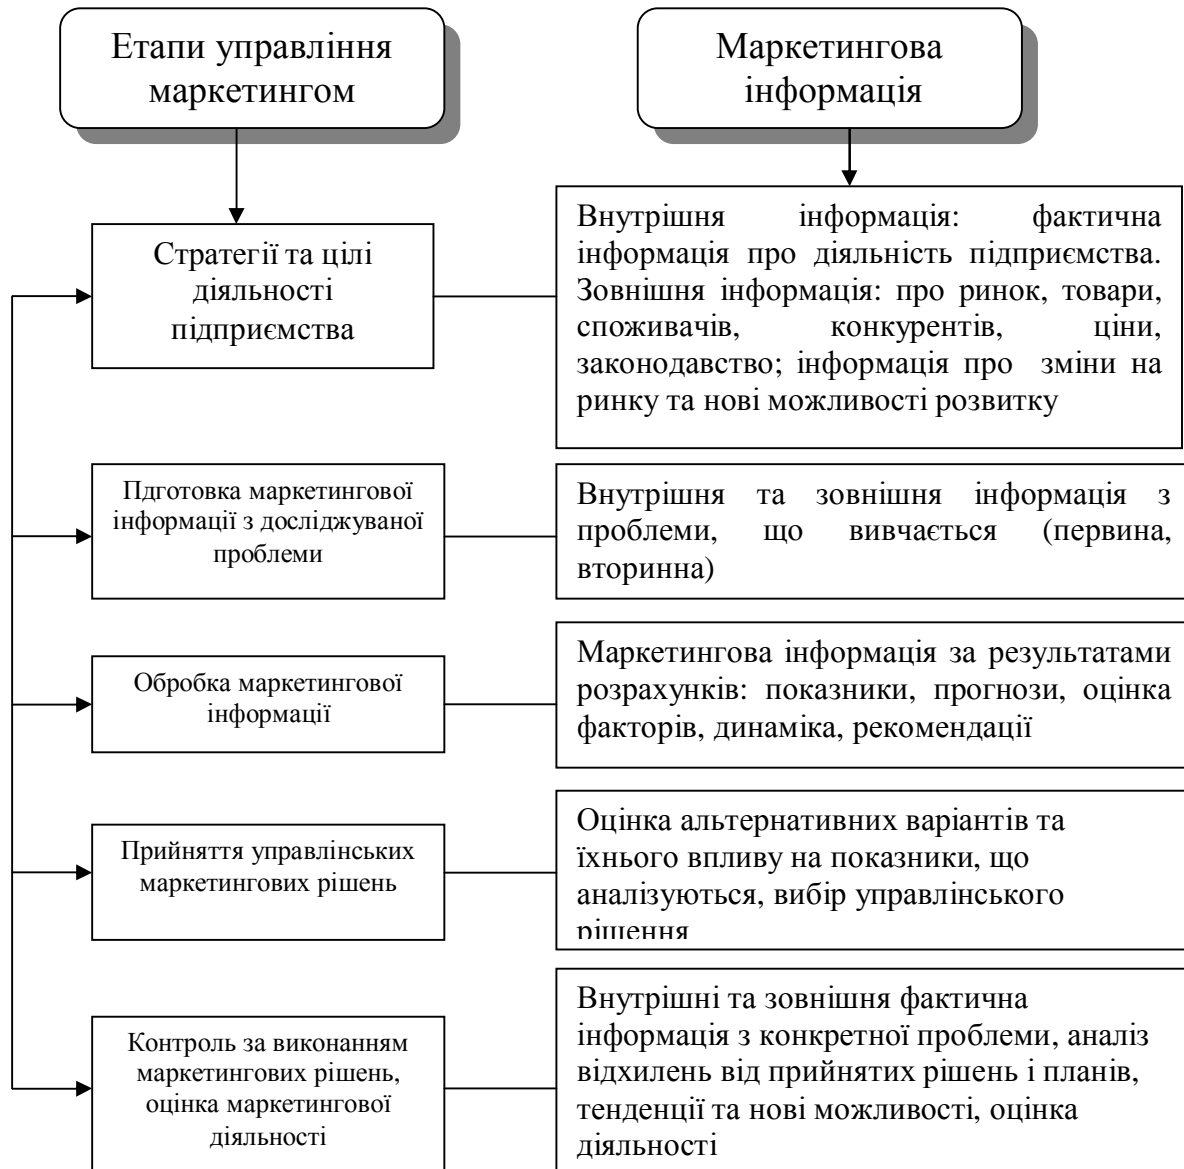 Етапи управління
маркетингом
Маркетингова
інформація
Стратегії та цілі
діяльності
підприємства
Внутрішня інформація: фактична
інформація про діяльність підприємства.
Зовнішня інформація: про ринок, товари,
споживачів, конкурентів, ціни,
законодавство; інформація про зміни на
ринку та нові можливості розвитку
Пдготовка маркетингової
інформації з досліджуваної
проблеми
Внутрішня та зовнішня інформація з
проблеми, що вивчається (первина,
вторинна)
Обробка маркетингової
інформації
Маркетингова інформація за результатами
розрахунків: показники, прогнози, оцінка
факторів, динаміка, рекомендації
Прийняття управлінських
маркетингових рішень
Оцінка альтернативних варіантів та
їхнього впливу на показники, що
аналізуються, вибір управлінського
рішення
Контроль за виконанням
маркетингових рішень,
оцінка маркетингової
діяльності
Внутрішні та зовнішня фактична
інформація з конкретної проблеми, аналіз
відхилень від прийнятих рішень і планів,
тенденції та нові можливості, оцінка
діяльності